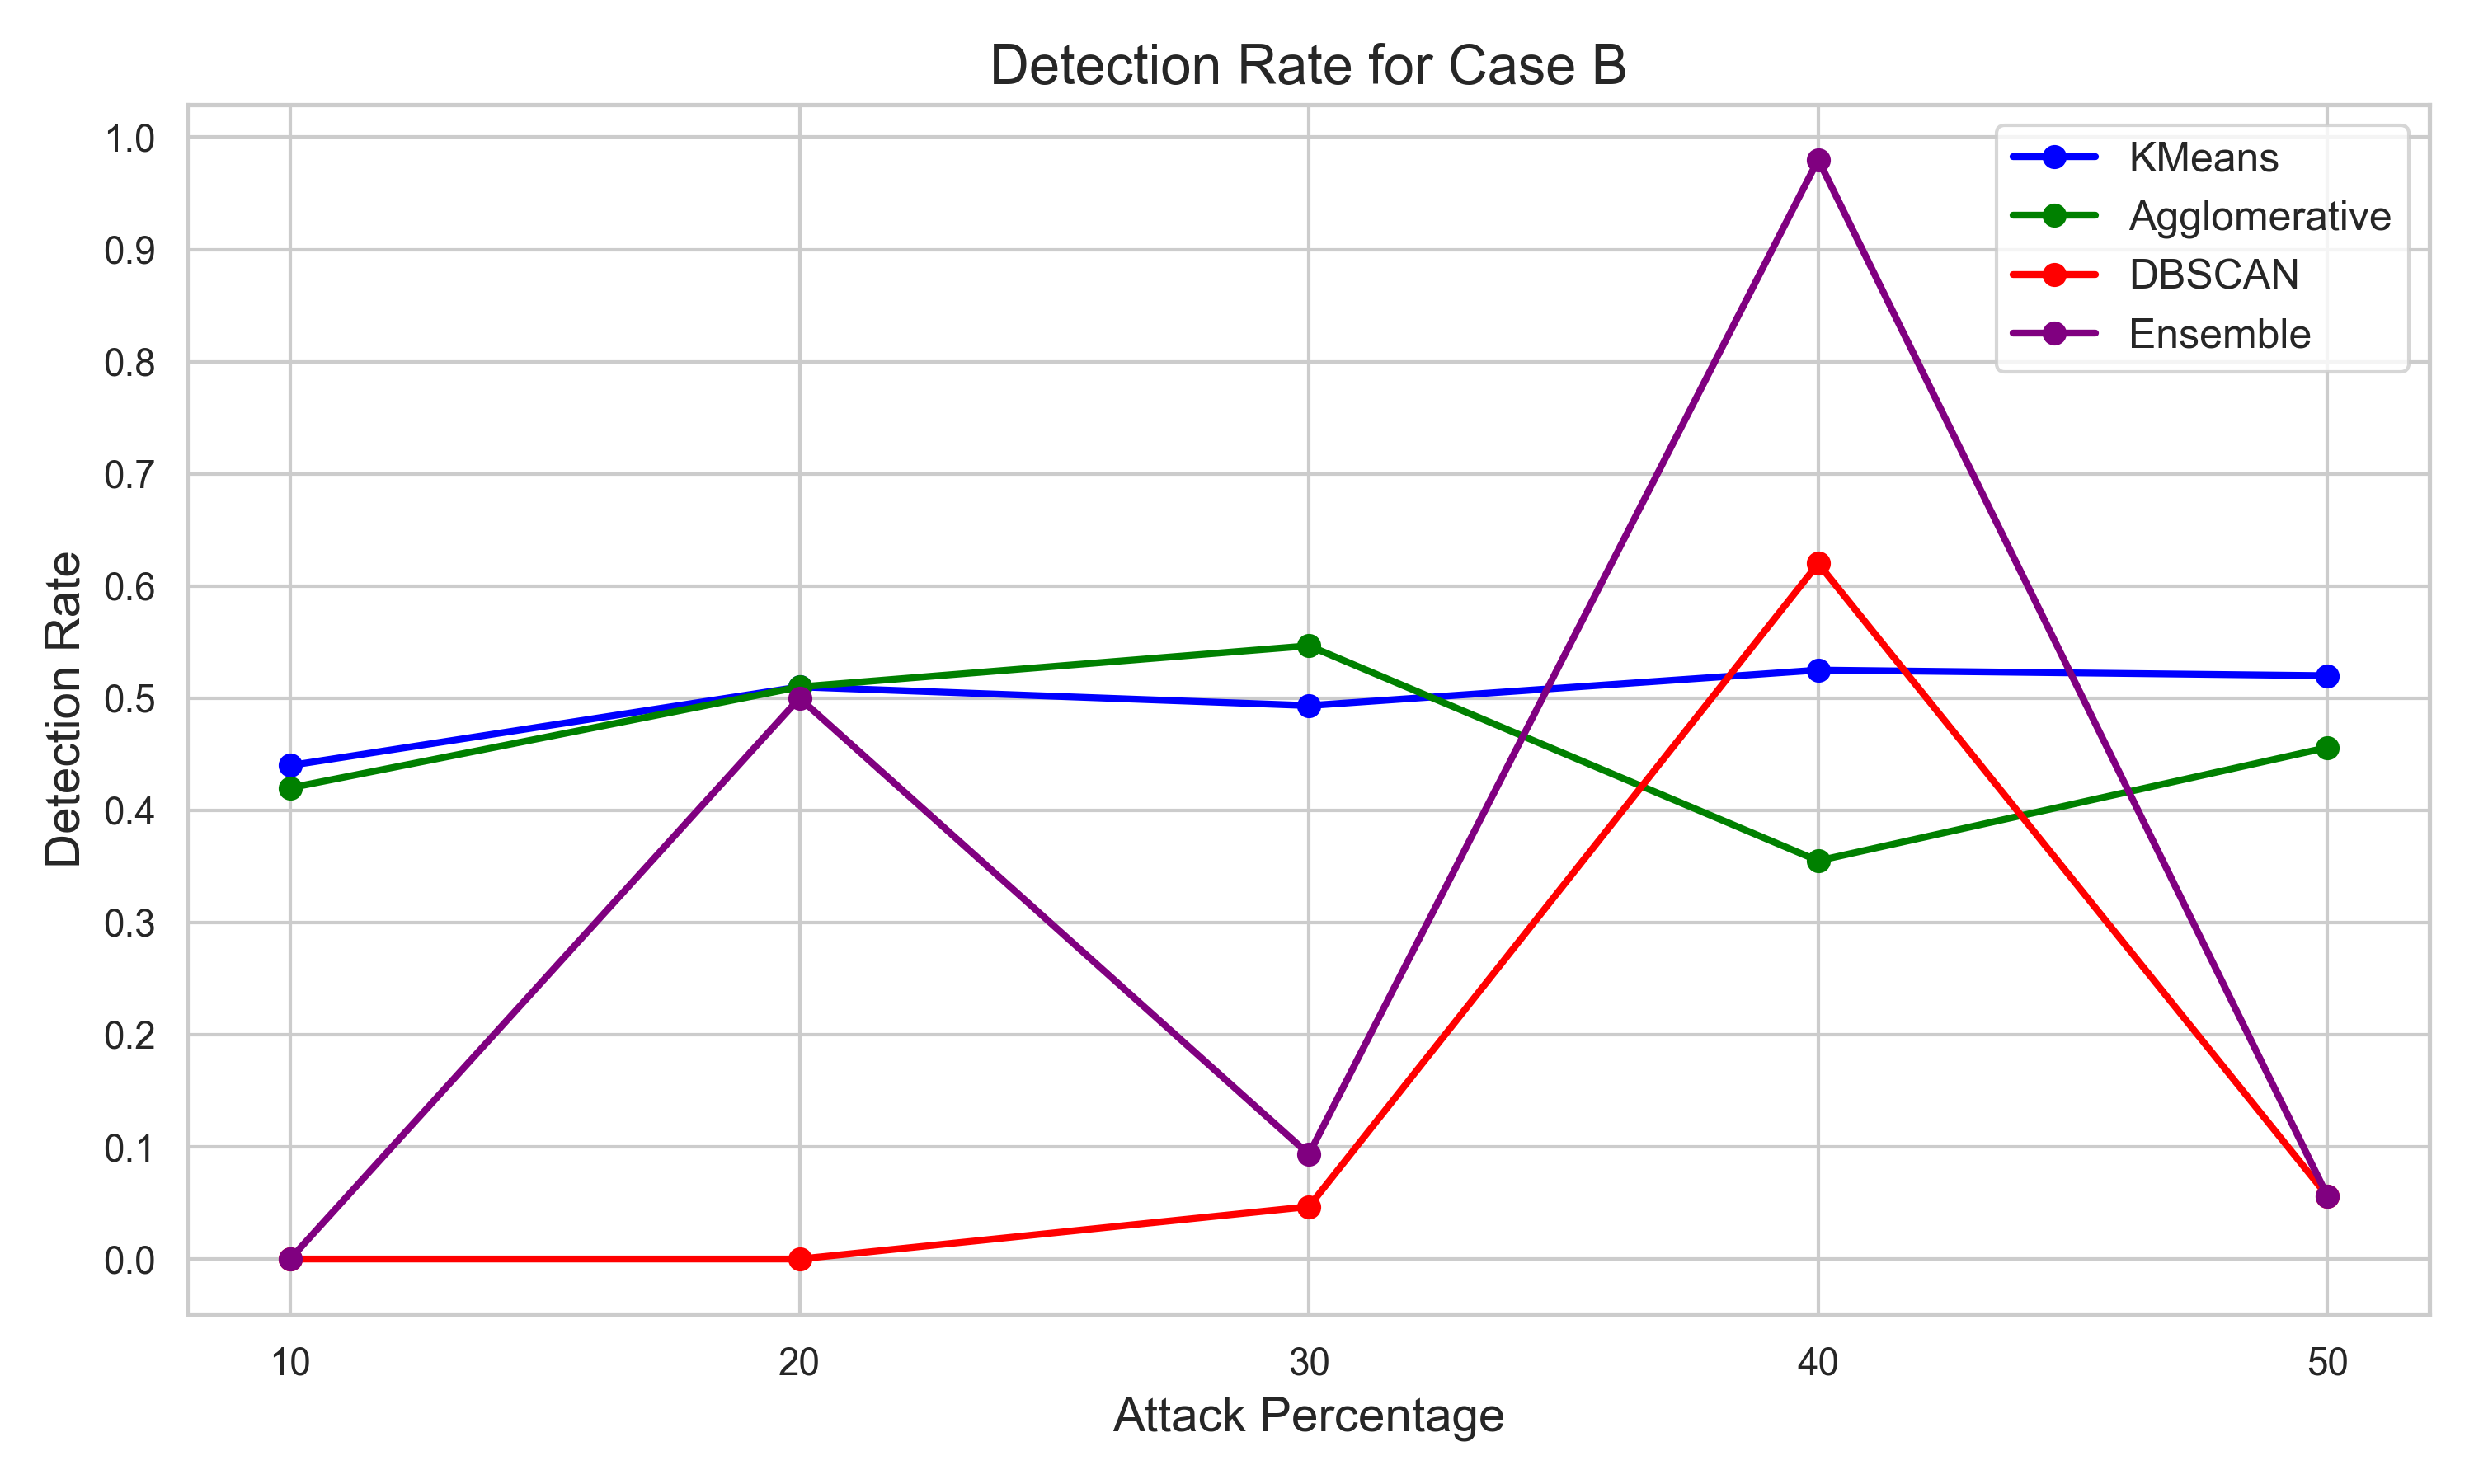 Detection Rate for Case B
1.0
0.9
0.8
0.7
0.6
0.5
0.4
0.3
0.2
0.1
0.0
Detection Rate
KMeans
Agglomerative
DBSCAN
Ensemble
10 20 30 40 50
Attack Percentage